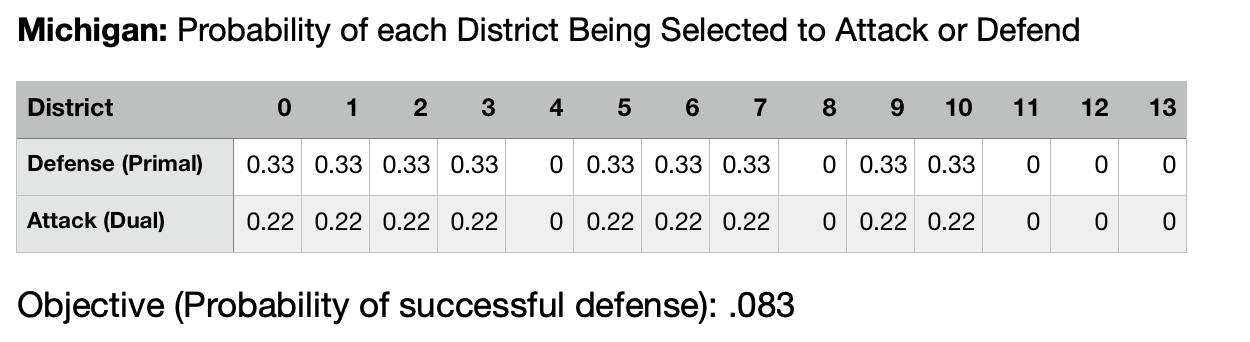 Michigan: Probability of each District Being Selected to Attack or Defend
District 0 1 2 3 4 5 6 7 8 9 10 11 12 13
Defense (Primal) 0.33 0.33 0.33 0.33 0 0.33 0.33 0.33 0 0.33 0.33 0 0 0
Attack (Dual) 0.22 0.22 0.22 0.22 0 0.22 0.22 0.22 0 0.22 0.22 0 0 0
Objective (Probability of successful defense): .083